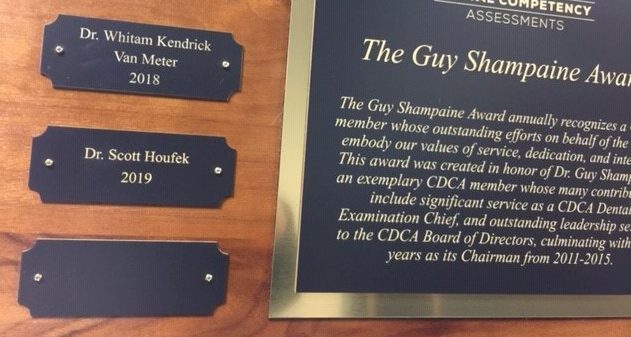 Dr. Whitam Kendrick
Van Meter
2018
Dr. Scott Houfek
2019
COMPETENCY
ASSESSMENTS
The Guy Shampaine
The Guy Shampaine Award annually recognizes a
member whose outstanding efforts on behalf of the
embody our values of service, dedication, and
This award was created in honor of Dr. Guy
an exemplary CDCA member whose many
include significant service as a CDCA
Examination Chief, and outstanding leadership
to the CDCA Board of Directors, culminating
years as its Chairman from 2011-2015.